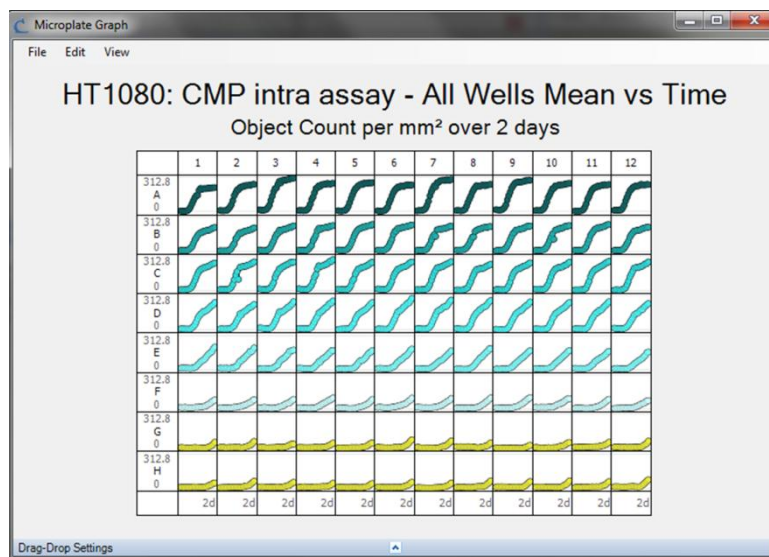 Microplate Graph
File Edit View
HT1080: CMP intra assay - All Wells Mean vs Time
Object Count per mm² over 2 days
1 2 3 4 5 6 7 8 9 10 11 12
312.8
A
0
312.8
B
0
312.8
C
0
312.8
D
0
312.8
E
0
312.8
F
0
312.8
G
0
312.8
H
0
2d 2d 2d 2d 2d 2d 2d 2d 2d 2d 2d 2d
Drag-Drop Settings